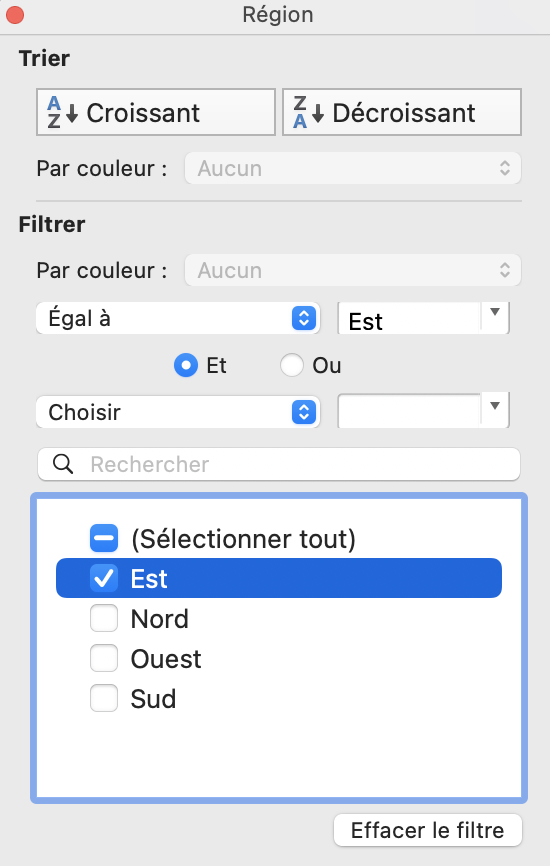 Région
Trier
A Z Croissant
Z A Décroissant
Par couleur : Aucun
Filtrer
Par couleur : Aucun
Égal à Est
Et Ou
Choisir
Rechercher
(Sélectionner tout)
Est
Nord
Ouest
Sud
Effacer le filtre